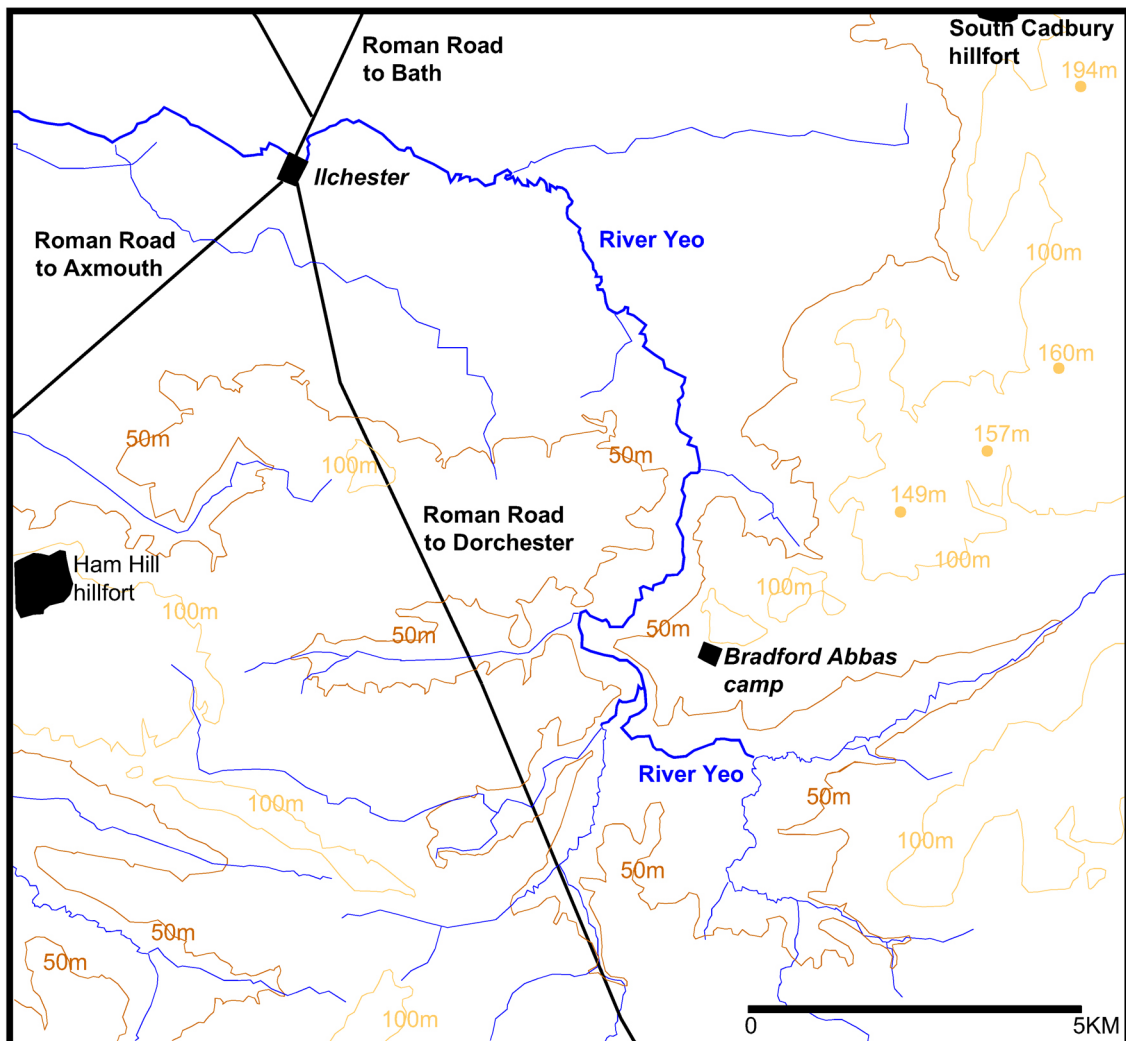 South Cadbury
hillfort
Roman Road
to Bath
194m
Ilchester
River Yeo
Roman Road
to Axmouth
100m
160m
50m
157m
50m
100m
149m
Roman Road
to Dorchester
100m
Ham Hill
hillfort
100m
100m
50m
50m
Bradford Abbas
camp
River Yeo
50m
100m
100m
50m
50m
50m
100m
0
5KM